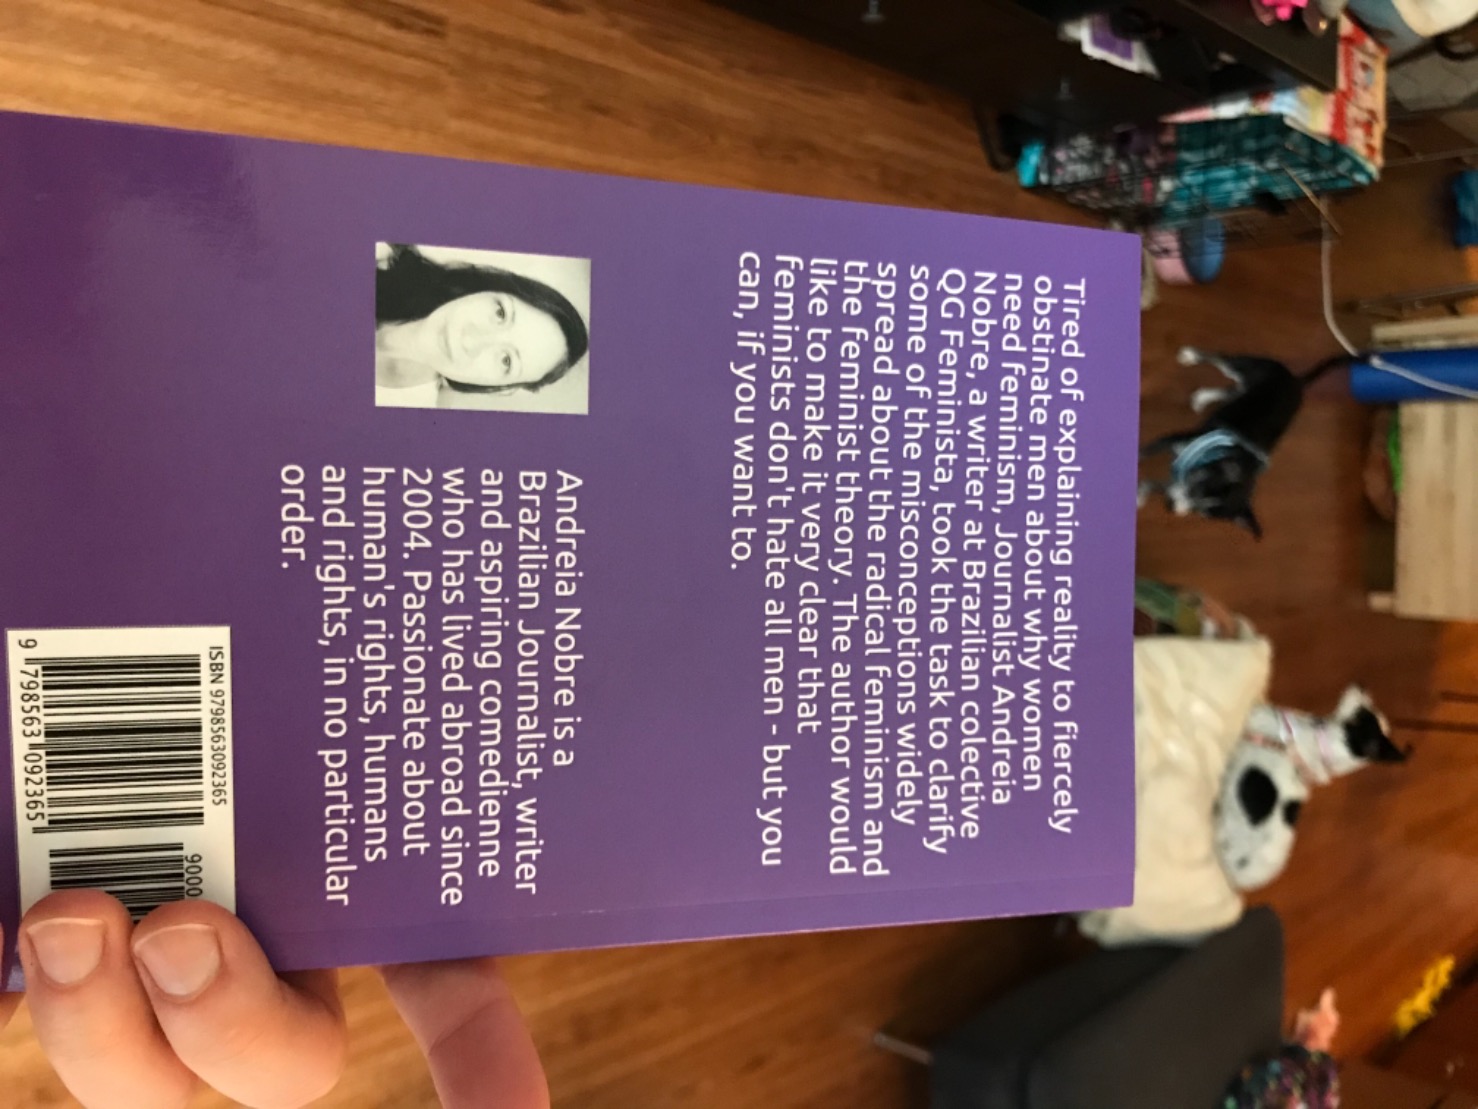 Tired of explaining reality to fiercely
obstinate men about why women
need feminism, Journalist Andreia
Nobre, a writer at Brazilian colective
QG Feminista, took the task to clarify
some of the misconceptions widely
spread about the radical feminism and
the feminist theory. The author would
like to make it very clear that
feminists don't hate all men - but you
can, if you want to.
Andreia Nobre is a
Brazilian Journalist, writer
and aspiring comedienne
who has lived abroad since
2004. Passionate about
human's rights, humans
and rights, in no particular
order.
ISBN 9798563092365
9000
9 798563 092365